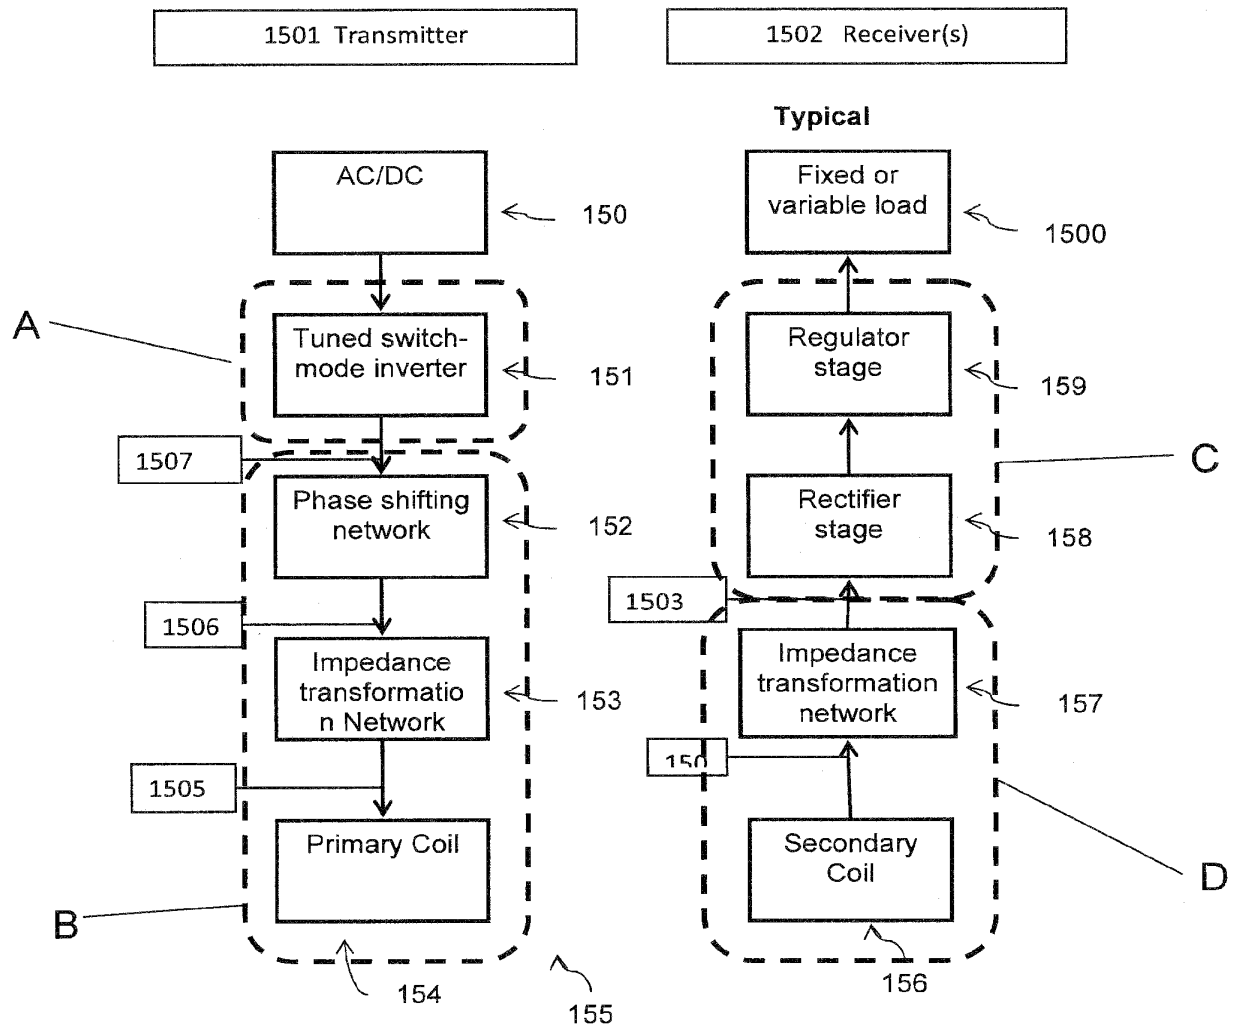 1501 Transmitter
1502 Receiver(s)
Typical
AC/DC
150
Fixed or
variable load
1500
A
Tuned switch-
mode inverter
151
Regulator
stage
159
1507
C
Phase shifting
network
152
Rectifier
stage
158
1506
1503
Impedance
transformatio
n Network
153
Impedance
transformation
network
157
150
1505
Primary Coil
Secondary
Coil
D
B
154
155
156